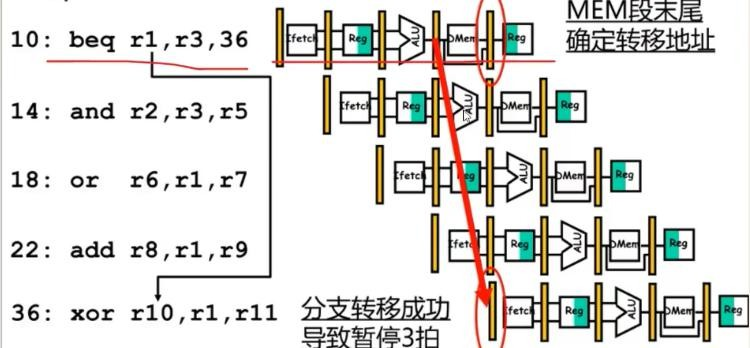 MEM段末尾
确定转移地址
10: beq r1,r3,36
Ifetch Reg ALU DMem Reg
14: and r2,r3,r5
Ifetch Reg ALU DMem Reg
18: or r6,r1,r7
Ifetch Reg ALU DMem Reg
22: add r8,r1,r9
Ifetch Reg ALU DMem Reg
36: xor r10,r1,r11
Ifetch Reg ALU DMem Reg
分支转移成功
导致暂停3拍